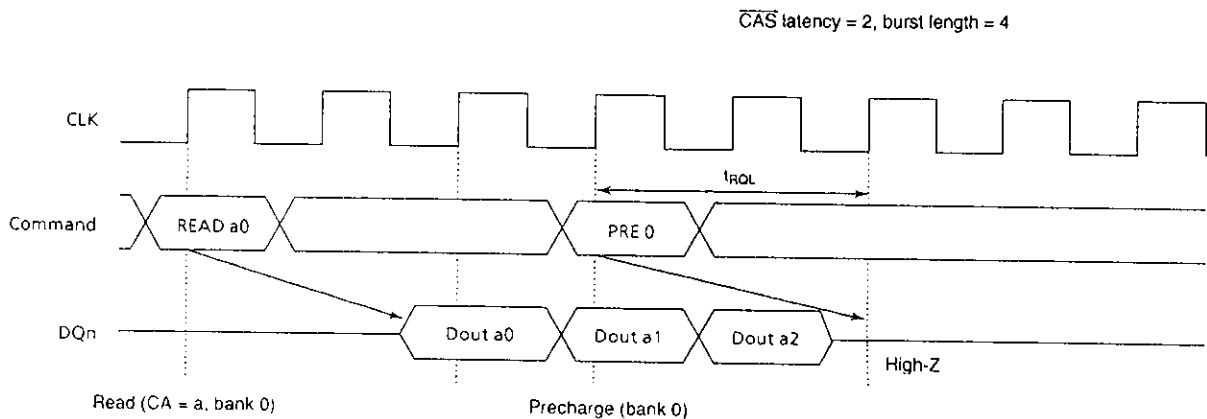 C̅A̅S̅ latency = 2, burst length = 4
CLK
tRQL
Command READ a0 PRE 0
DQn Dout a0 Dout a1 Dout a2
High-Z
Read (CA = a, bank 0) Precharge (bank 0)